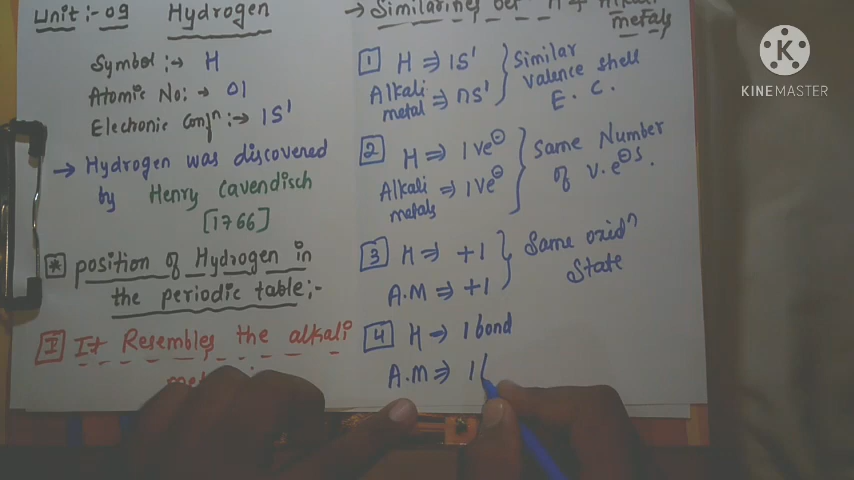 Unit:- 09 Hydrogen
Symbol :→ H
Atomic No: → 01
Electronic Confⁿ :→ 1S¹
→ Hydrogen was discovered
by Henry Cavendisch
[1766]
* position of Hydrogen in
the periodic table;-
I It Resembles the alkali
→ Similarities bet H + Alkali
metals
1 H ⇒ 1S¹
Alkali
metal ⇒ nS¹
Similar
valence shell
E. C.
2 H ⇒ 1 Ve⊖
Alkali
metals ⇒ 1 Ve⊖
Same Number
of V.e⊖s.
3 H ⇒ +1
A.M ⇒ +1
Same oxidⁿ
State
4 H ⇒ 1 bond
A.M ⇒ 1
K
KINEMASTER